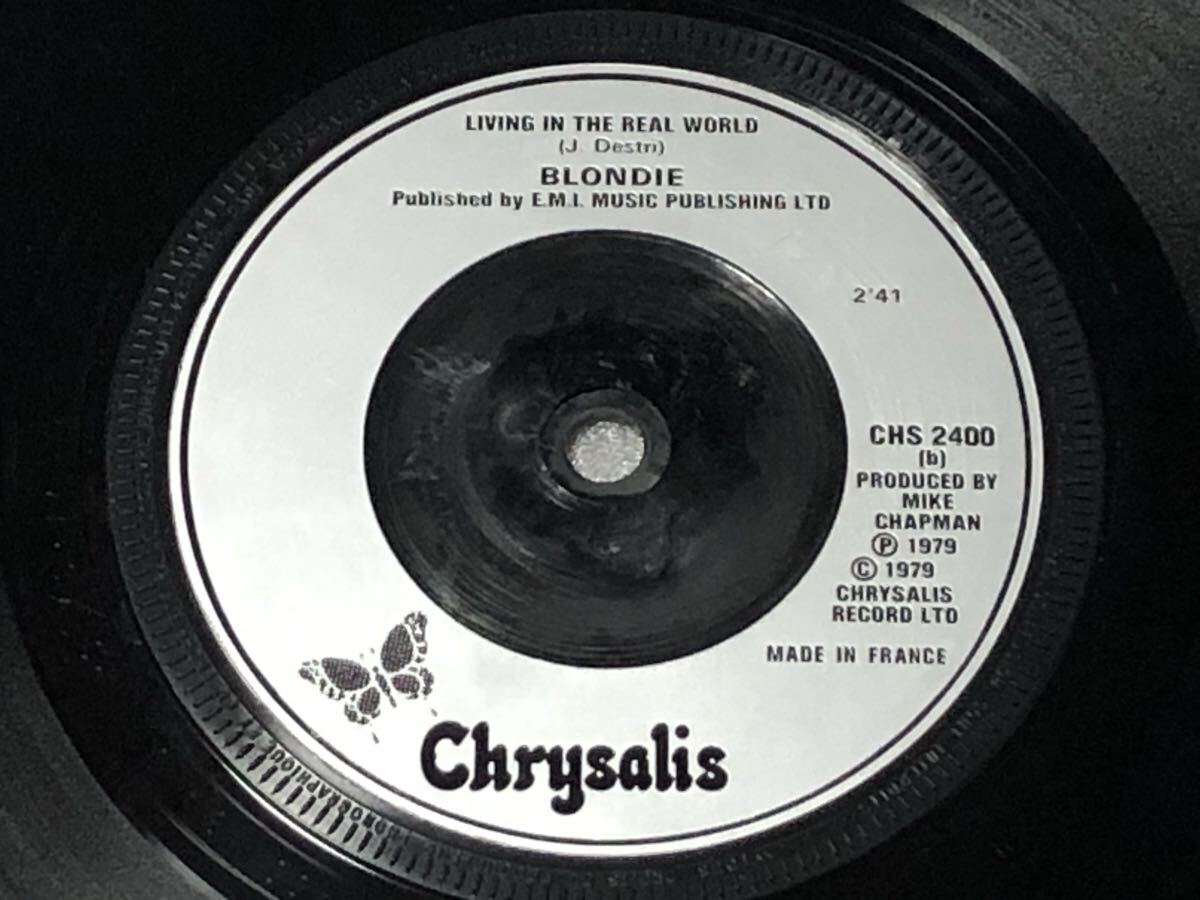 LIVING IN THE REAL WORLD
(J. Destri)
BLONDIE
Published by E.M.I. MUSIC PUBLISHING LTD
2'41
CHS 2400
(b)
PRODUCED BY
MIKE
CHAPMAN
Ⓟ 1979
© 1979
CHRYSALIS
RECORD LTD
MADE IN FRANCE
Chrysalis
PHONOGRAPHIQUE